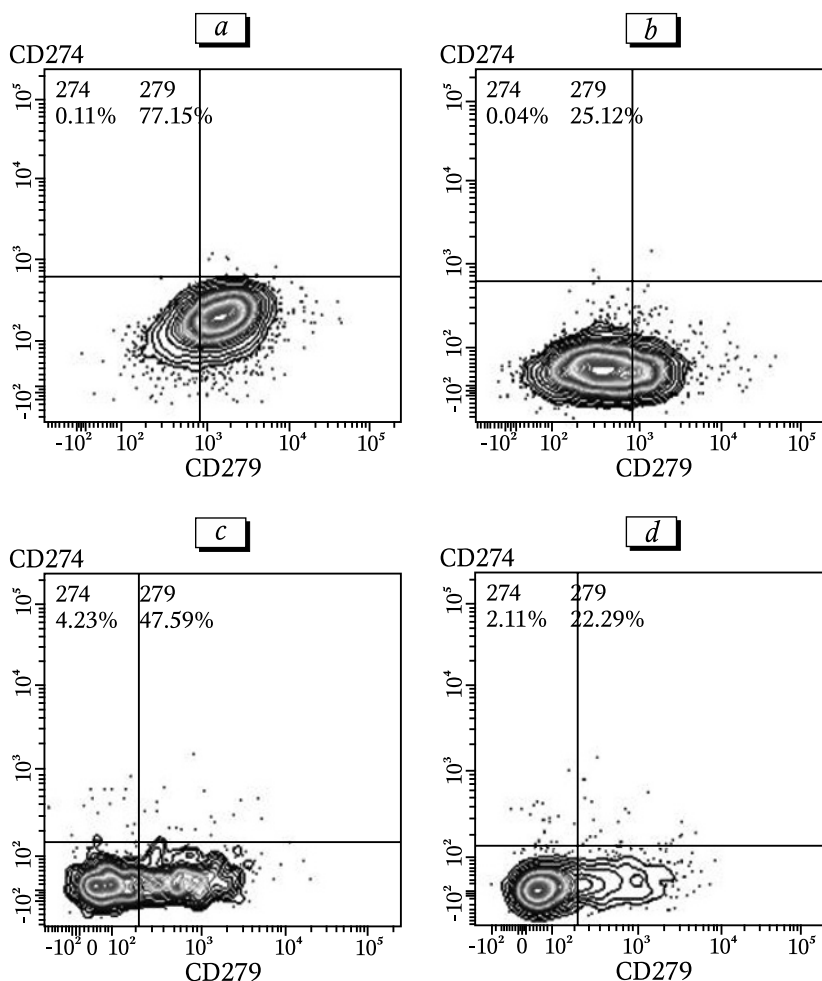 a
CD274
274 279
0.11% 77.15%
10⁵
10⁴
10³
10²
-10²
-10² 10² 10³ 10⁴ 10⁵
CD279
b
CD274
274 279
0.04% 25.12%
10⁵
10⁴
10³
10²
-10²
-10² 10² 10³ 10⁴ 10⁵
CD279
c
CD274
274 279
4.23% 47.59%
10⁵
10⁴
10³
10²
-10²
-10² 0 10² 10³ 10⁴ 10⁵
CD279
d
CD274
274 279
2.11% 22.29%
10⁵
10⁴
10³
10²
-10²
-10² 0 10² 10³ 10⁴ 10⁵
CD279